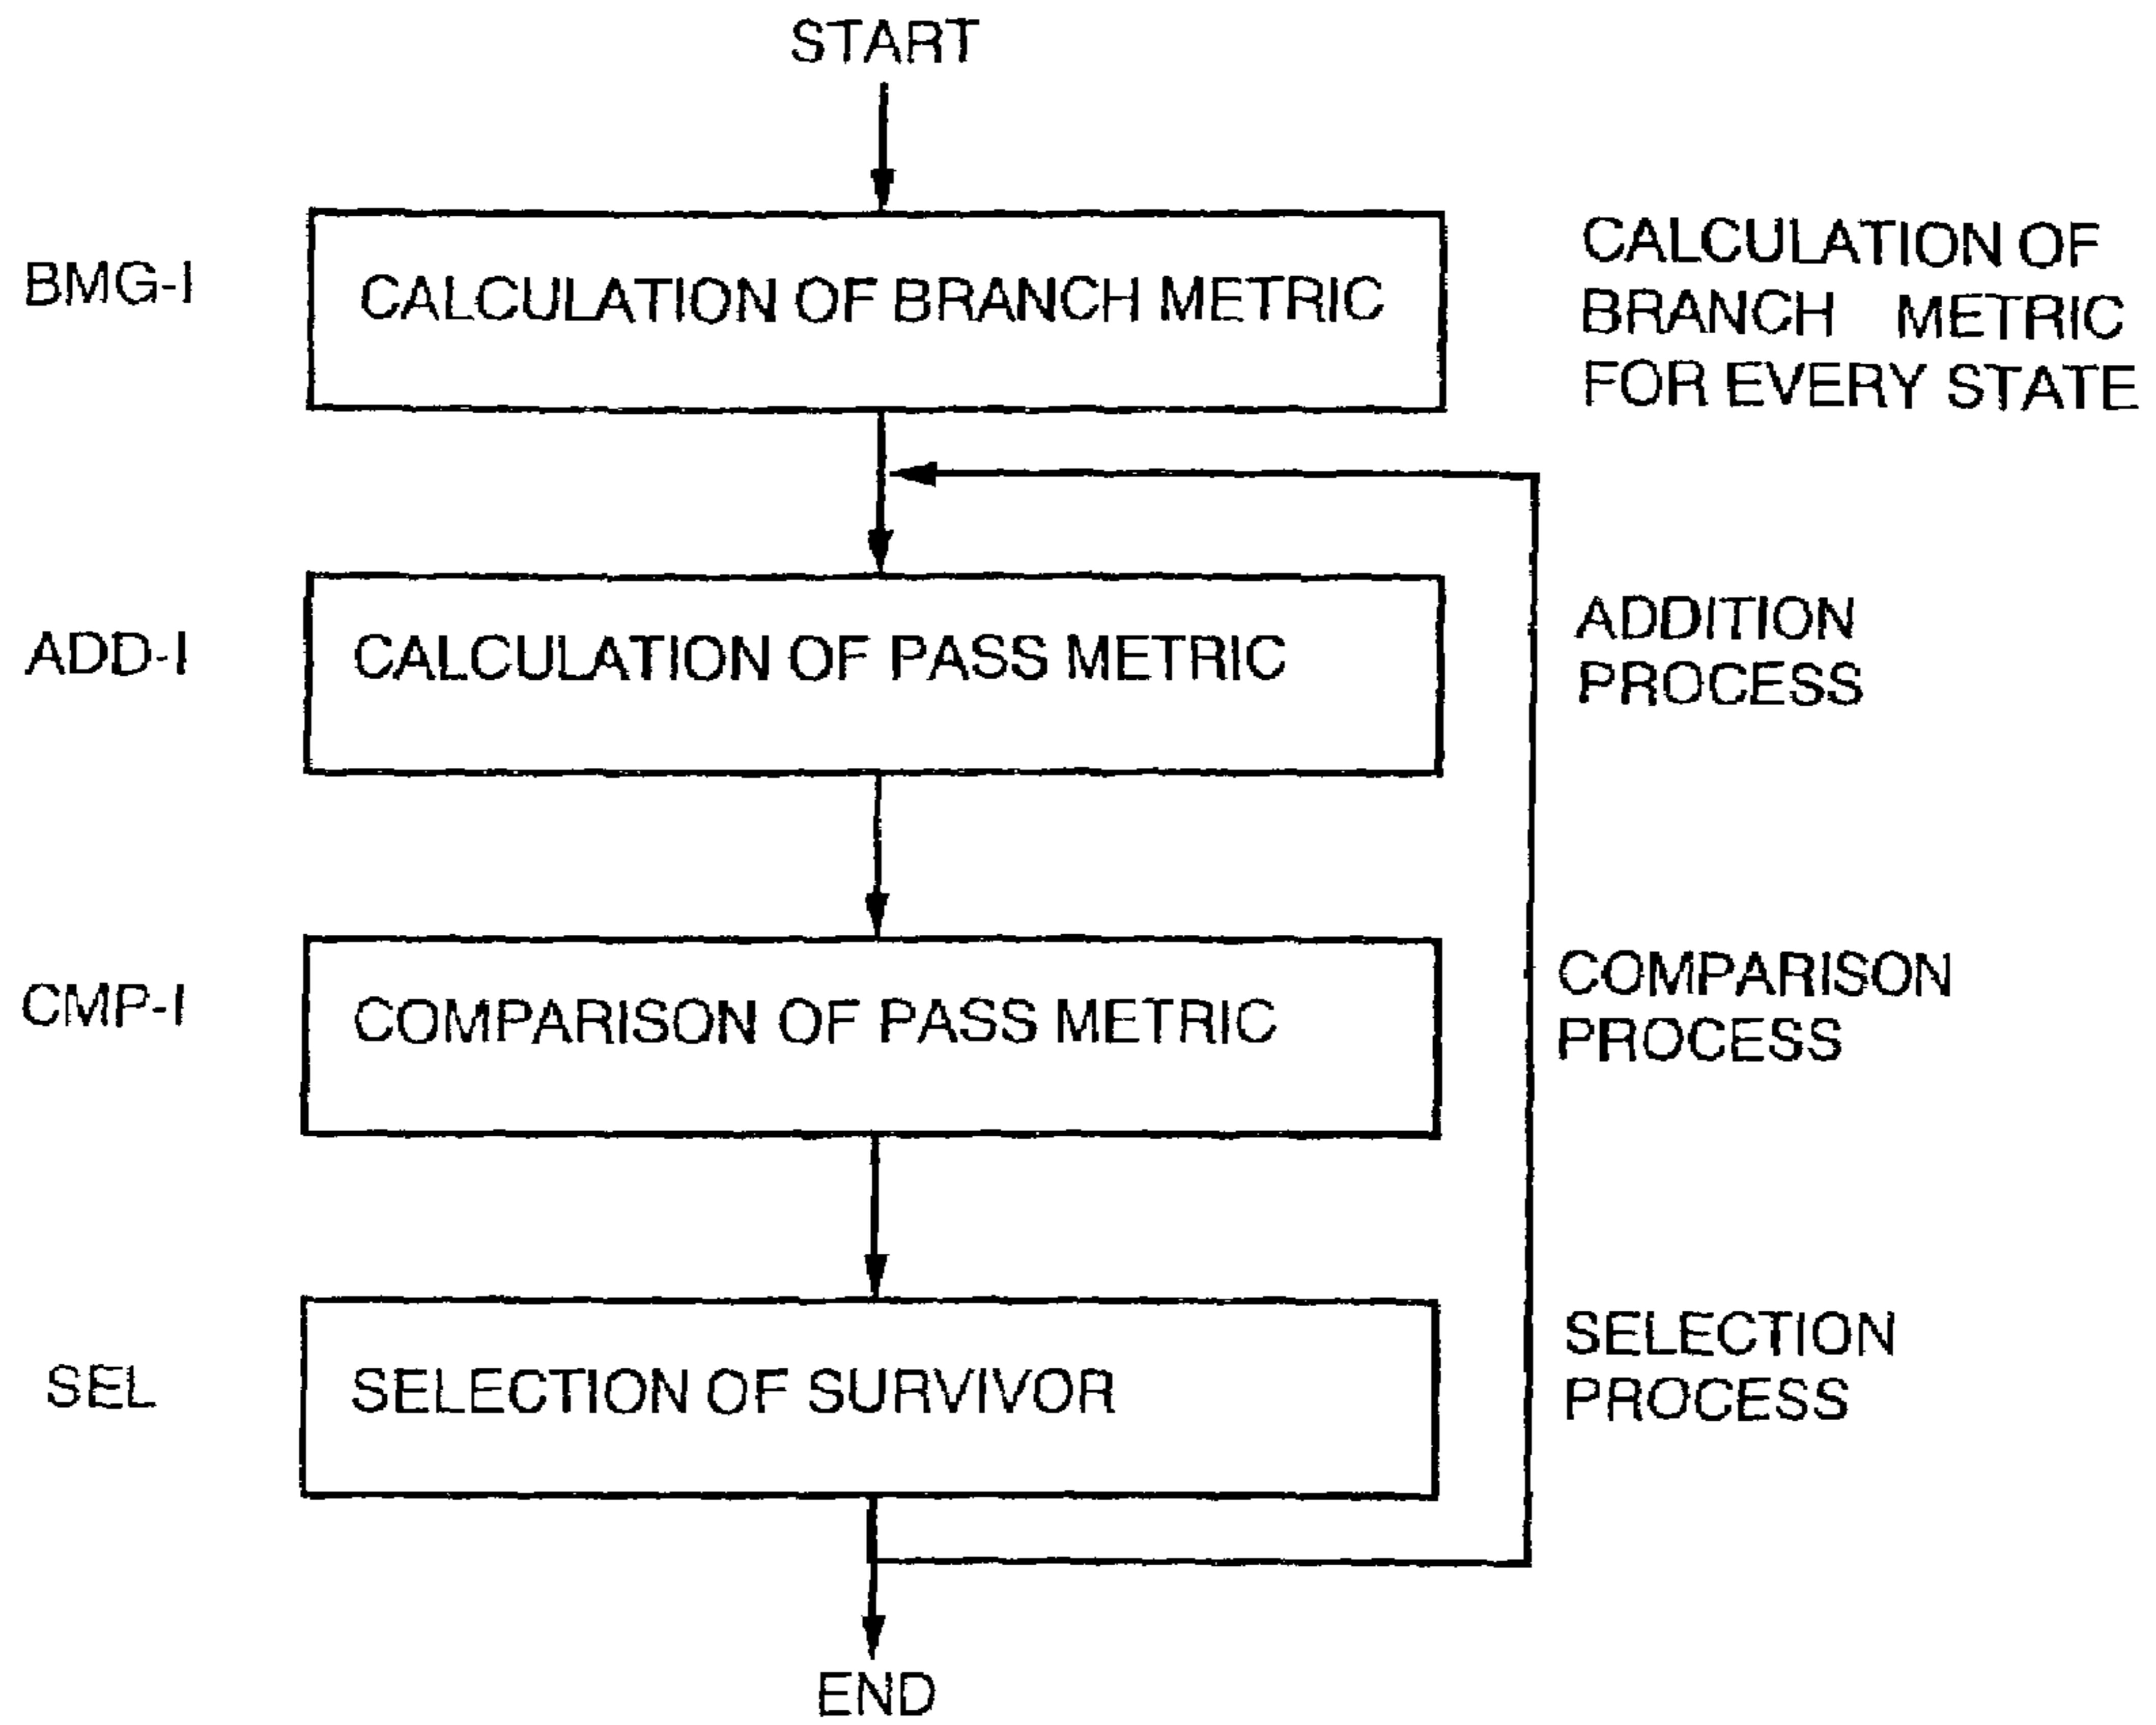 START
BMG-I
CALCULATION OF BRANCH METRIC
CALCULATION OF
BRANCH METRIC
FOR EVERY STATE
ADD-I
CALCULATION OF PASS METRIC
ADDITION
PROCESS
CMP-I
COMPARISON OF PASS METRIC
COMPARISON
PROCESS
SEL
SELECTION OF SURVIVOR
SELECTION
PROCESS
END